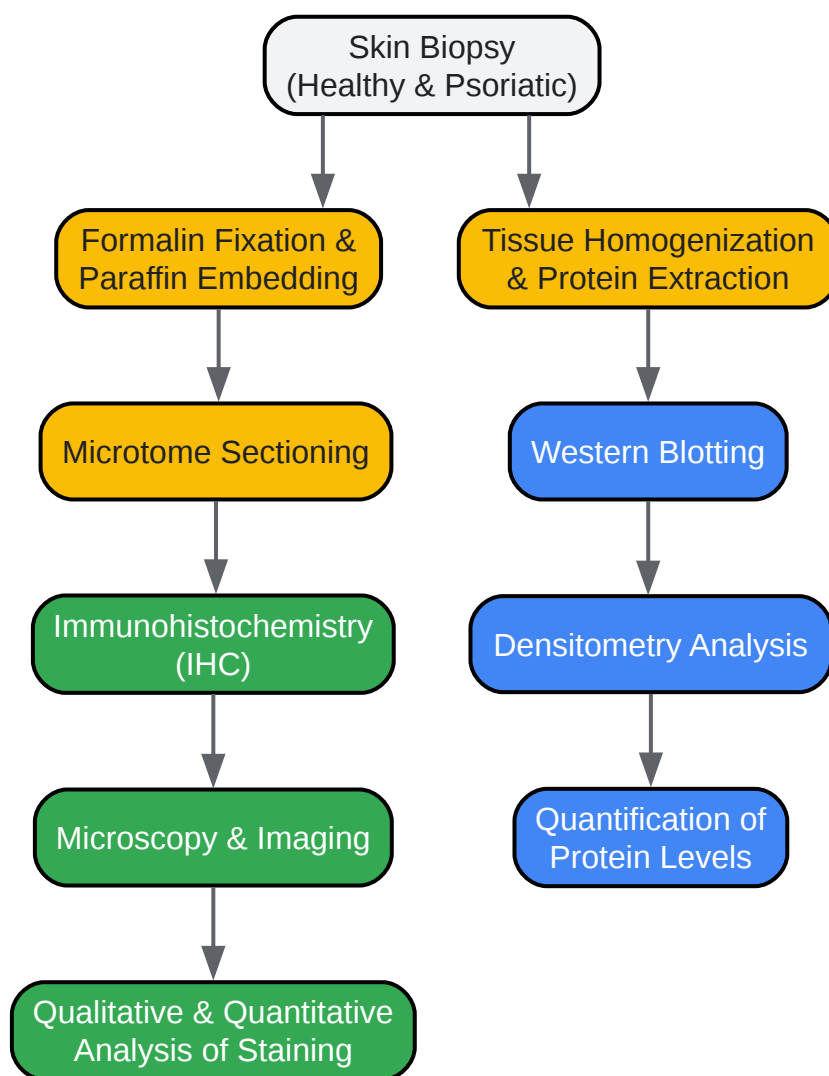 Skin Biopsy
(Healthy & Psoriatic)
Formalin Fixation &
Paraffin Embedding
Tissue Homogenization
& Protein Extraction
Microtome Sectioning
Western Blotting
Immunohistochemistry
(IHC)
Densitometry Analysis
Microscopy & Imaging
Quantification of
Protein Levels
Qualitative & Quantitative
Analysis of Staining